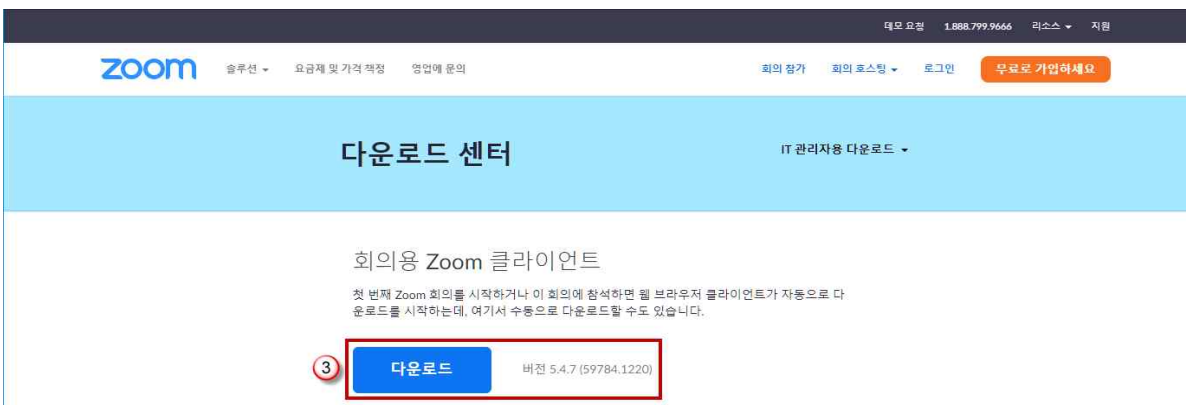 데모 요청 1.888.799.9666 리소스 지원
zoom 솔루션 요금제 및 가격 책정 영업에 문의 회의 참가 회의 호스팅 로그인 무료로 가입하세요
다운로드 센터 IT 관리자용 다운로드
회의용 Zoom 클라이언트
첫 번째 Zoom 회의를 시작하거나 이 회의에 참석하면 웹 브라우저 클라이언트가 자동으로 다
운로드를 시작하는데, 여기서 수동으로 다운로드할 수도 있습니다.
3 다운로드 버전 5.4.7 (59784.1220)